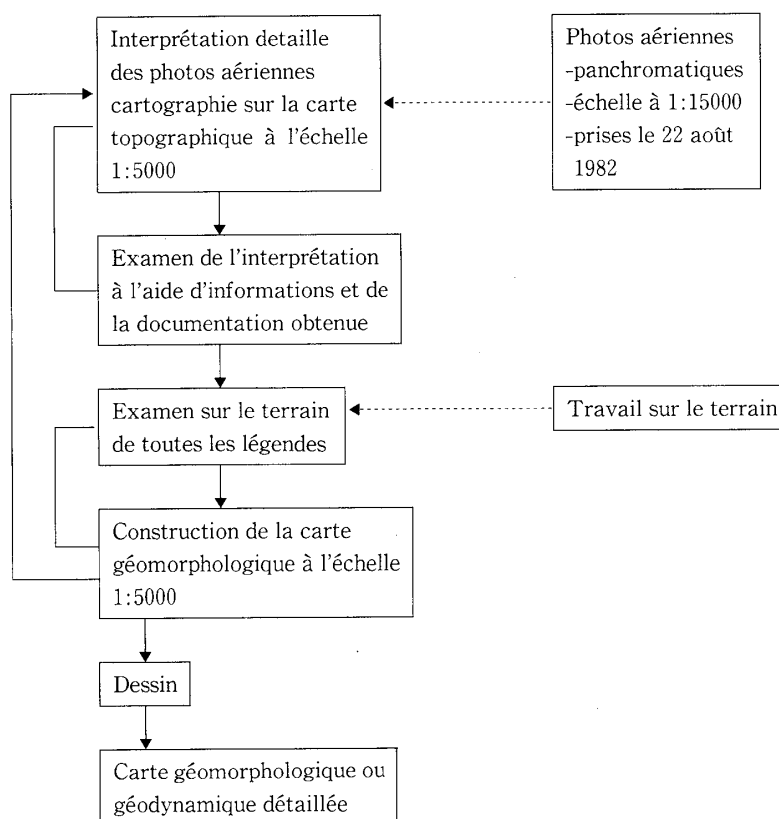 Interprétation detaille
des photos aériennes
cartographie sur la carte
topographique à l'échelle
1:5000
Photos aériennes
-panchromatiques
-échelle à 1:15000
-prises le 22 août
1982
Examen de l'interprétation
à l'aide d'informations et de
la documentation obtenue
Examen sur le terrain
de toutes les légendes
Travail sur le terrain
Construction de la carte
géomorphologique à l'échelle
1:5000
Dessin
Carte géomorphologique ou
géodynamique détaillée